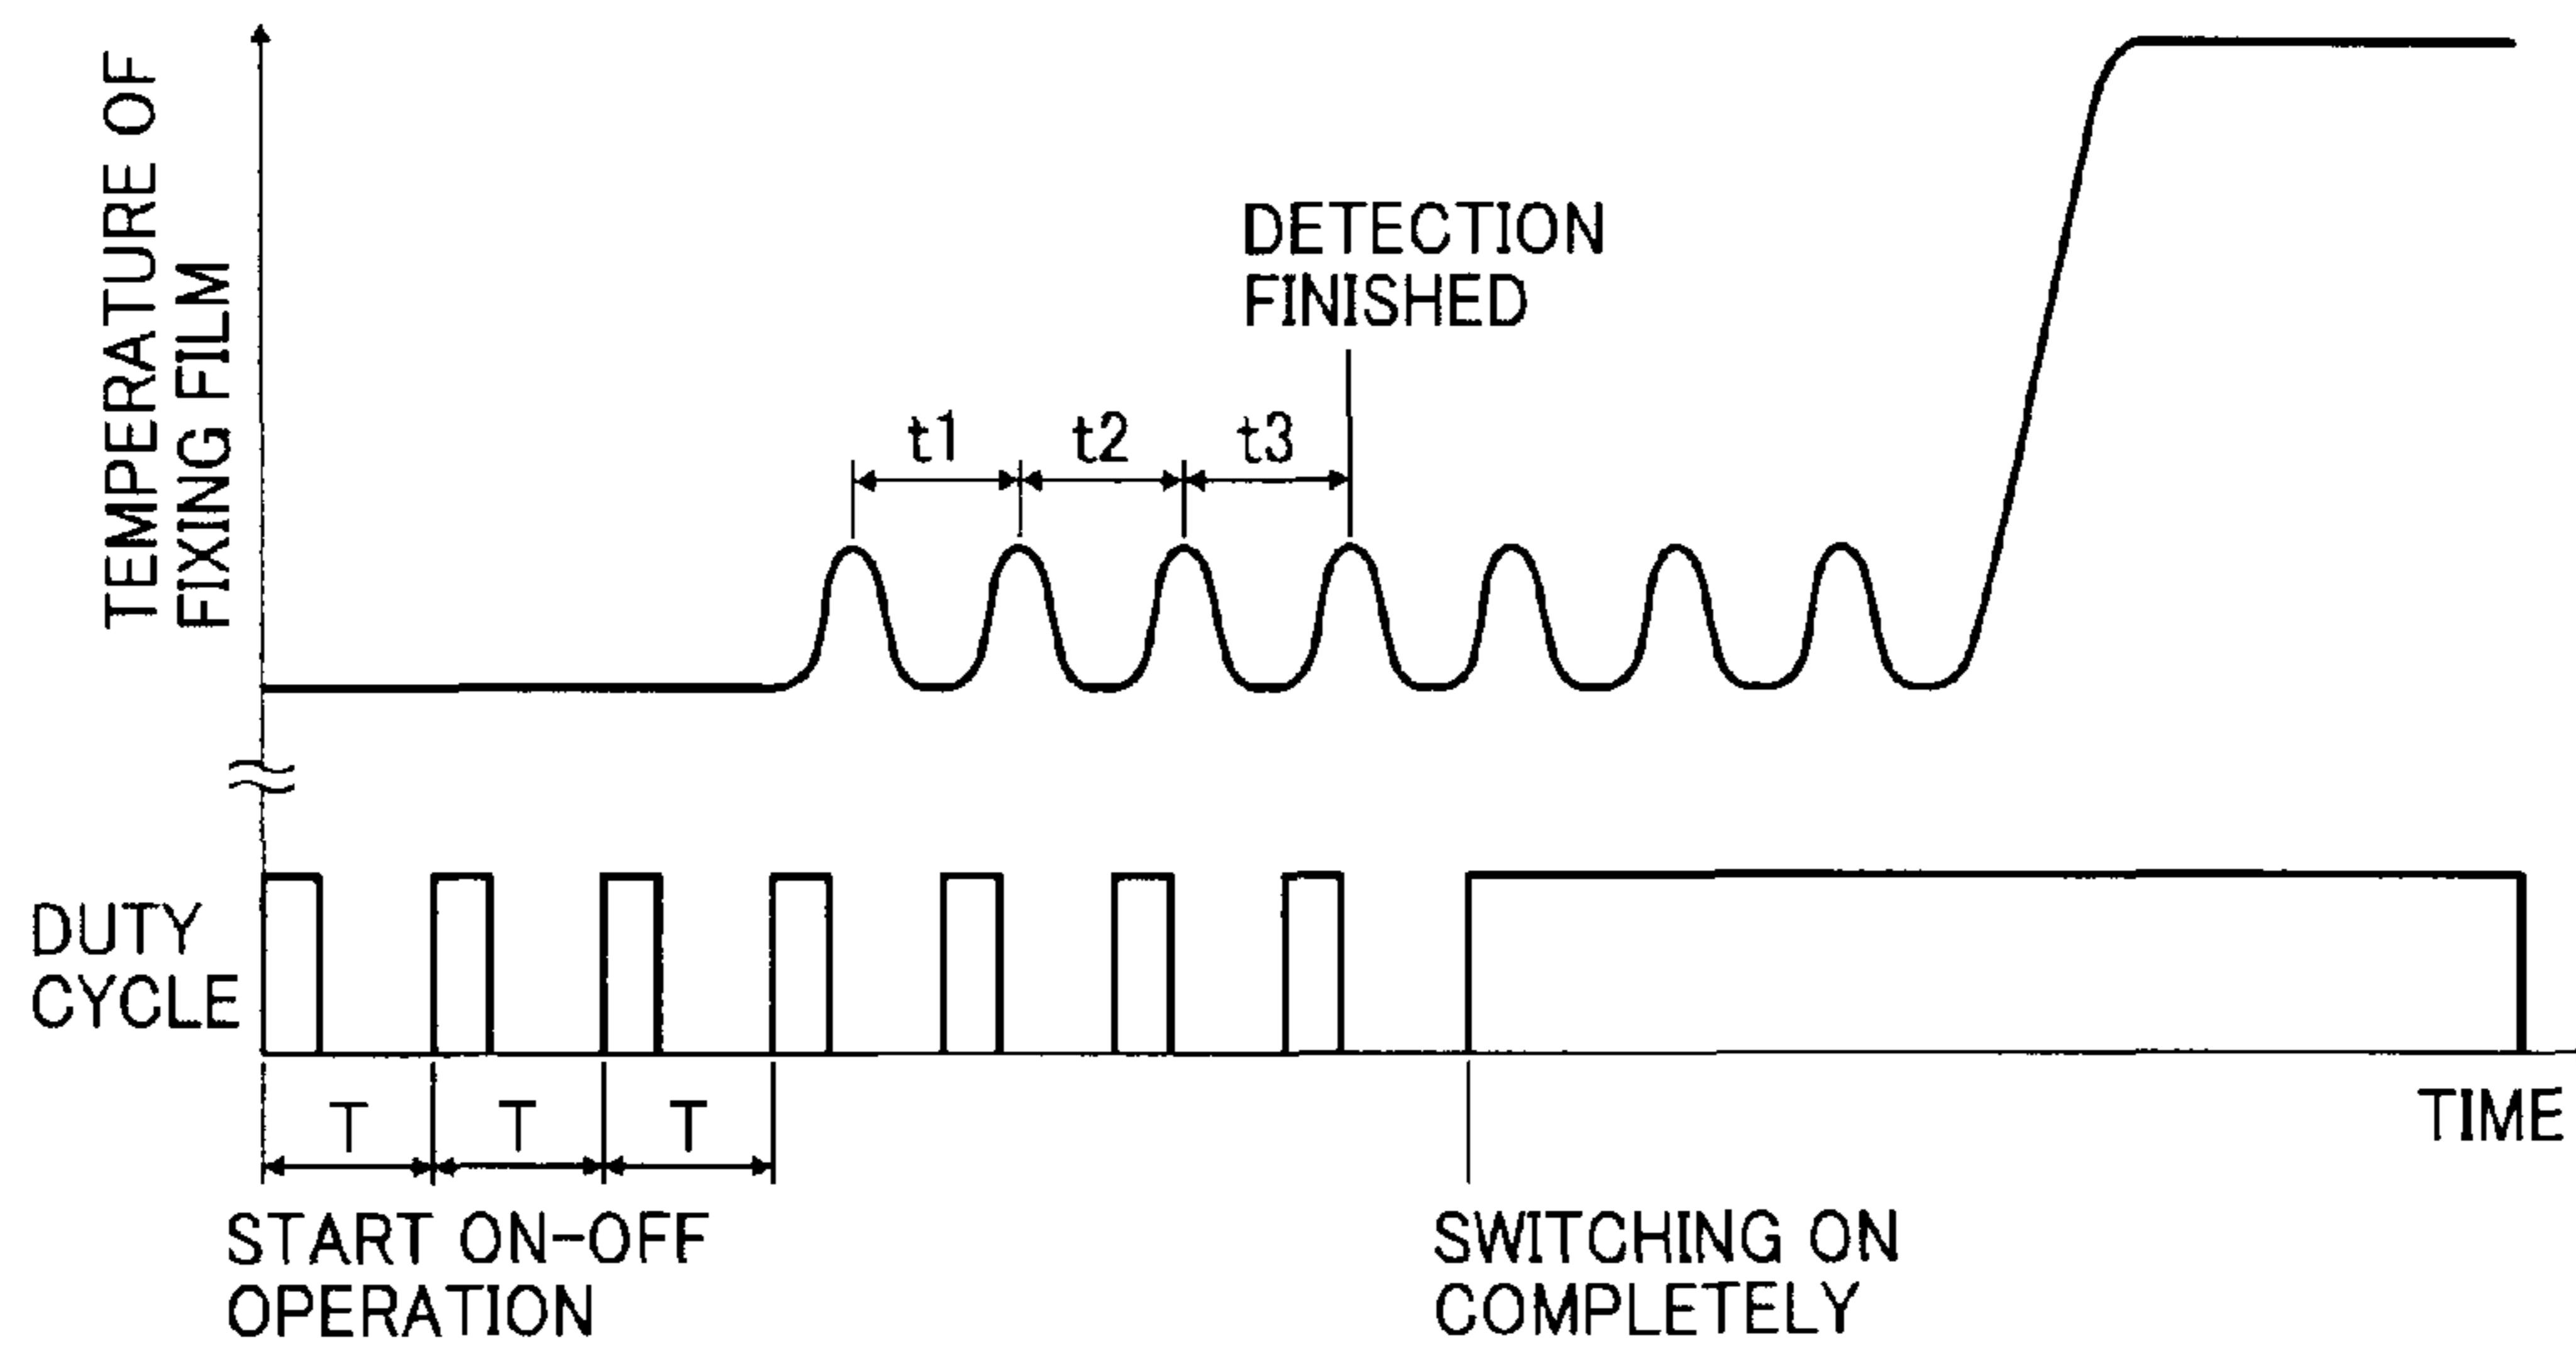 TEMPERATURE OF
FIXING FILM
DETECTION
FINISHED
t1
t2
t3
DUTY
CYCLE
T
T
T
TIME
START ON-OFF
OPERATION
SWITCHING ON
COMPLETELY